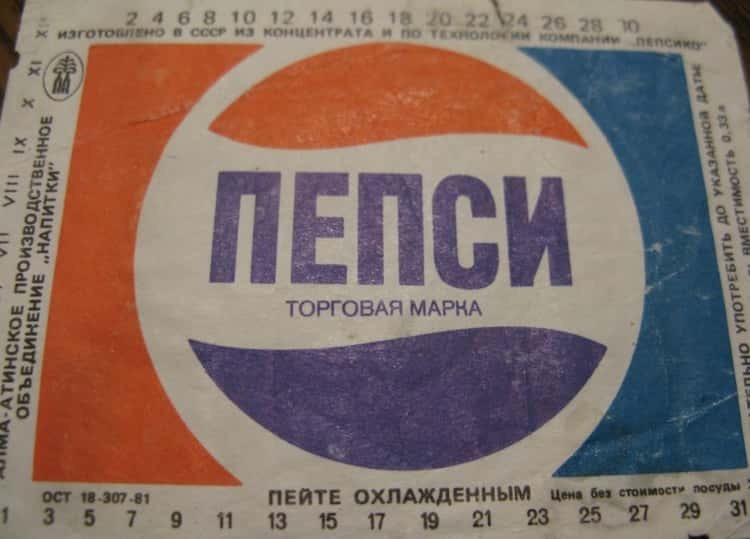 2 4 6 8 10 12 14 16 18 20 22 24 26 28 30
ИЗГОТОВЛЕНО В СССР ИЗ КОНЦЕНТРАТА И ПО ТЕХНОЛОГИИ КОМПАНИИ „ПЕПСИКО"
VII VIII IX X XI
АЛМА-АТИНСКОЕ ПРОИЗВОДСТВЕННОЕ
ОБЪЕДИНЕНИЕ „НАПИТКИ"
ПЕПСИ
ТОРГОВАЯ МАРКА
УПОТРЕБИТЬ ДО УКАЗАННОЙ ДАТЫ
ВМЕСТИМОСТЬ 0,33 л
ОСТ 18-307-81
ПЕЙТЕ ОХЛАЖДЕННЫМ
Цена без стоимости посуды
1 3 5 7 9 11 13 15 17 19 21 23 25 27 29 31